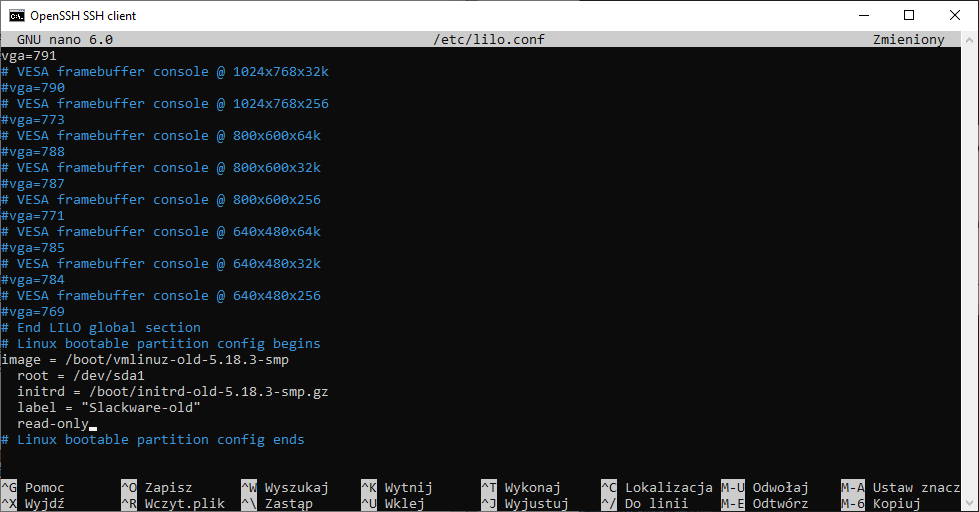 OpenSSH SSH client
GNU nano 6.0 /etc/lilo.conf Zmieniony
vga=791
# VESA framebuffer console @ 1024x768x32k
#vga=790
# VESA framebuffer console @ 1024x768x256
#vga=773
# VESA framebuffer console @ 800x600x64k
#vga=788
# VESA framebuffer console @ 800x600x32k
#vga=787
# VESA framebuffer console @ 800x600x256
#vga=771
# VESA framebuffer console @ 640x480x64k
#vga=785
# VESA framebuffer console @ 640x480x32k
#vga=784
# VESA framebuffer console @ 640x480x256
#vga=769
# End LILO global section
# Linux bootable partition config begins
image = /boot/vmlinuz-old-5.18.3-smp
  root = /dev/sda1
  initrd = /boot/initrd-old-5.18.3-smp.gz
  label = "Slackware-old"
  read-only
# Linux bootable partition config ends
^G Pomoc ^O Zapisz ^W Wyszukaj ^K Wytnij ^T Wykonaj ^C Lokalizacja M-U Odwołaj M-A Ustaw znacz
^X Wyjdź ^R Wczyt.plik ^\ Zastąp ^U Wklej ^J Wyjustuj ^/ Do linii M-E Odtwórz M-6 Kopiuj